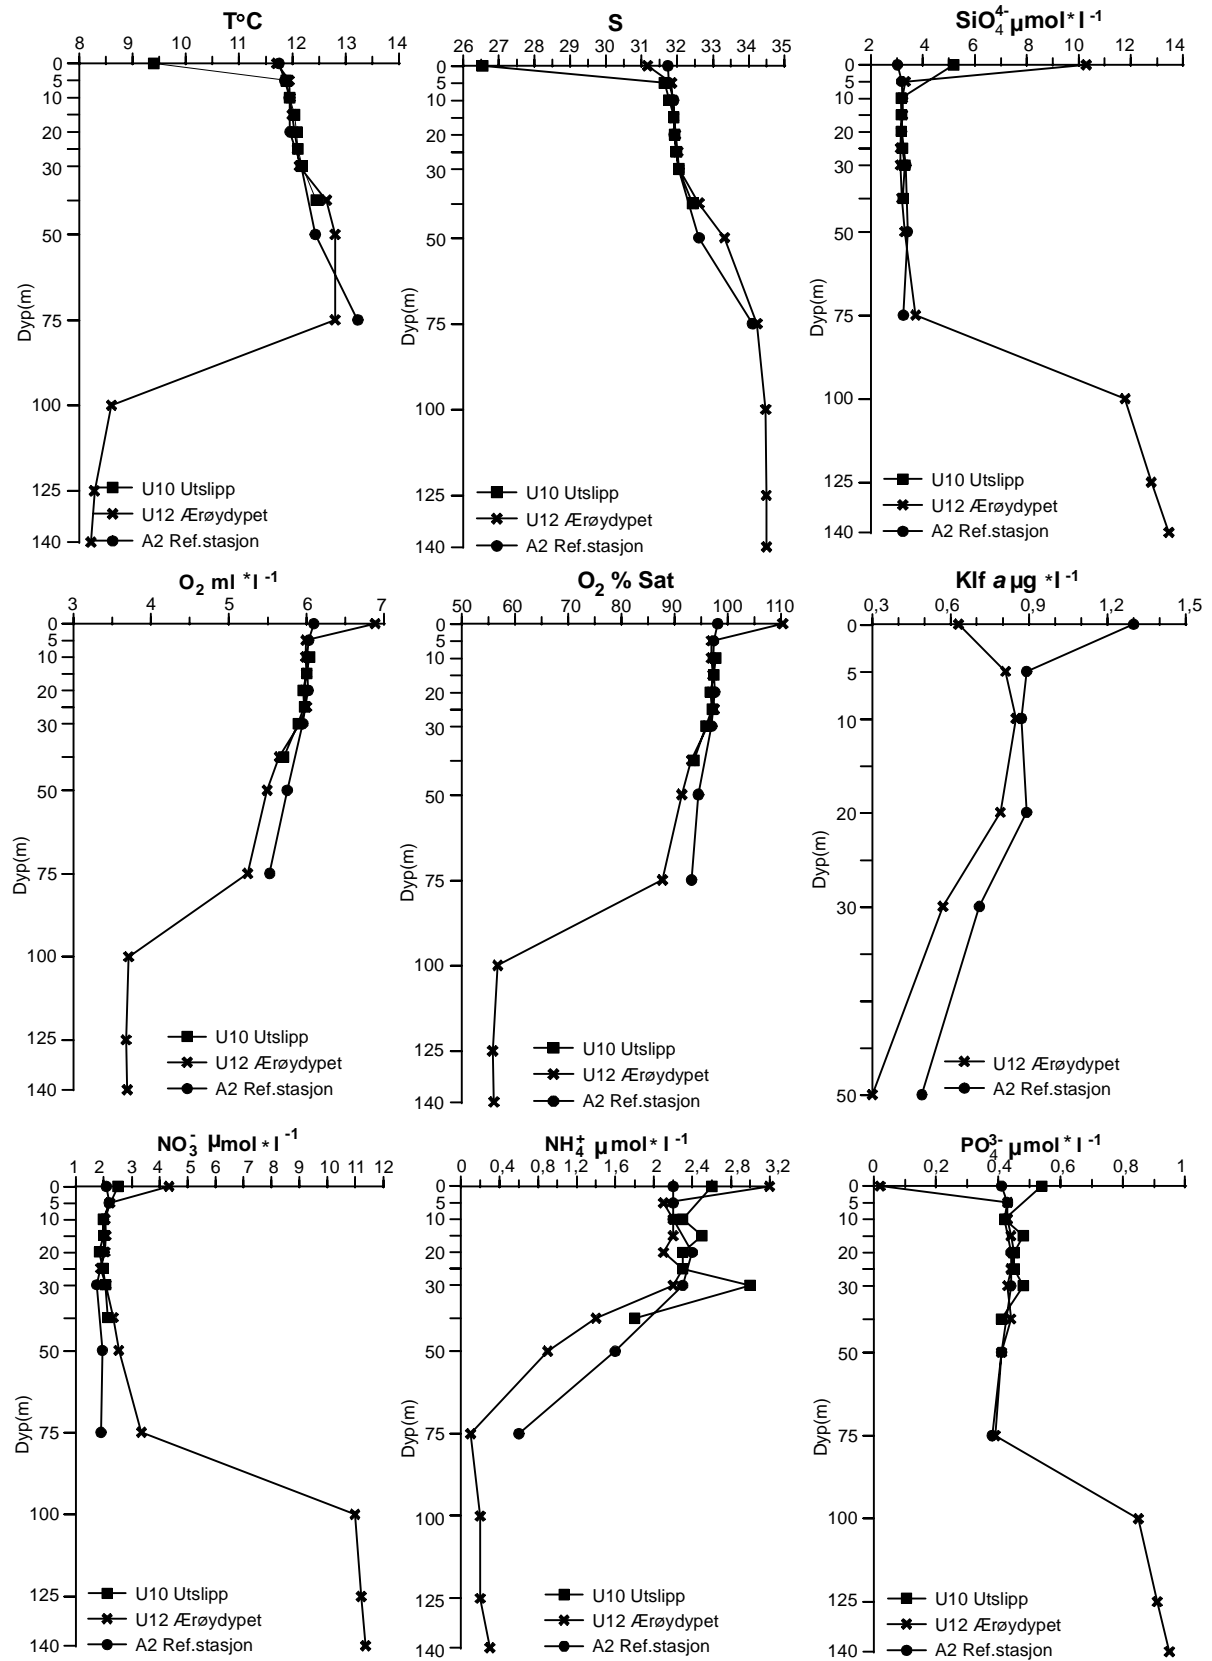 T°C
8 9 10 11 12 13 14
0
5
10
20
30
50
75
100
125
140
Dyp(m)
U10 Utslipp
U12 Ærøydypet
A2 Ref.stasjon
S
26 27 28 29 30 31 32 33 34 35
0
5
10
20
30
50
75
100
125
140
Dyp(m)
U10 Utslipp
U12 Ærøydypet
A2 Ref.stasjon
SiO₄⁴⁻ µmol*l⁻¹
2 4 6 8 10 12 14
0
5
10
20
30
50
75
100
125
140
Dyp(m)
U10 Utslipp
U12 Ærøydypet
A2 Ref.stasjon
O₂ ml *l⁻¹
3 4 5 6 7
0
5
10
20
30
50
75
100
125
140
Dyp(m)
U10 Utslipp
U12 Ærøydypet
A2 Ref.stasjon
O₂ % Sat
50 60 70 80 90 100 110
0
5
10
20
30
50
75
100
125
140
Dyp(m)
U10 Utslipp
U12 Ærøydypet
A2 Ref.stasjon
Klf a µg *l⁻¹
0,3 0,6 0,9 1,2 1,5
0
5
10
20
30
50
Dyp(m)
U12 Ærøydypet
A2 Ref.stasjon
NO₃⁻ µmol*l⁻¹
1 2 3 4 5 6 7 8 9 10 11 12
0
5
10
20
30
50
75
100
125
140
Dyp(m)
U10 Utslipp
U12 Ærøydypet
A2 Ref.stasjon
NH₄⁺ µmol*l⁻¹
0 0,4 0,8 1,2 1,6 2 2,4 2,8 3,2
0
5
10
20
30
50
75
100
125
140
Dyp(m)
U10 Utslipp
U12 Ærøydypet
A2 Ref.stasjon
PO₄³⁻ µmol*l⁻¹
0 0,2 0,4 0,6 0,8 1
0
5
10
20
30
50
75
100
125
140
Dyp(m)
U10 Utslipp
U12 Ærøydypet
A2 Ref.stasjon